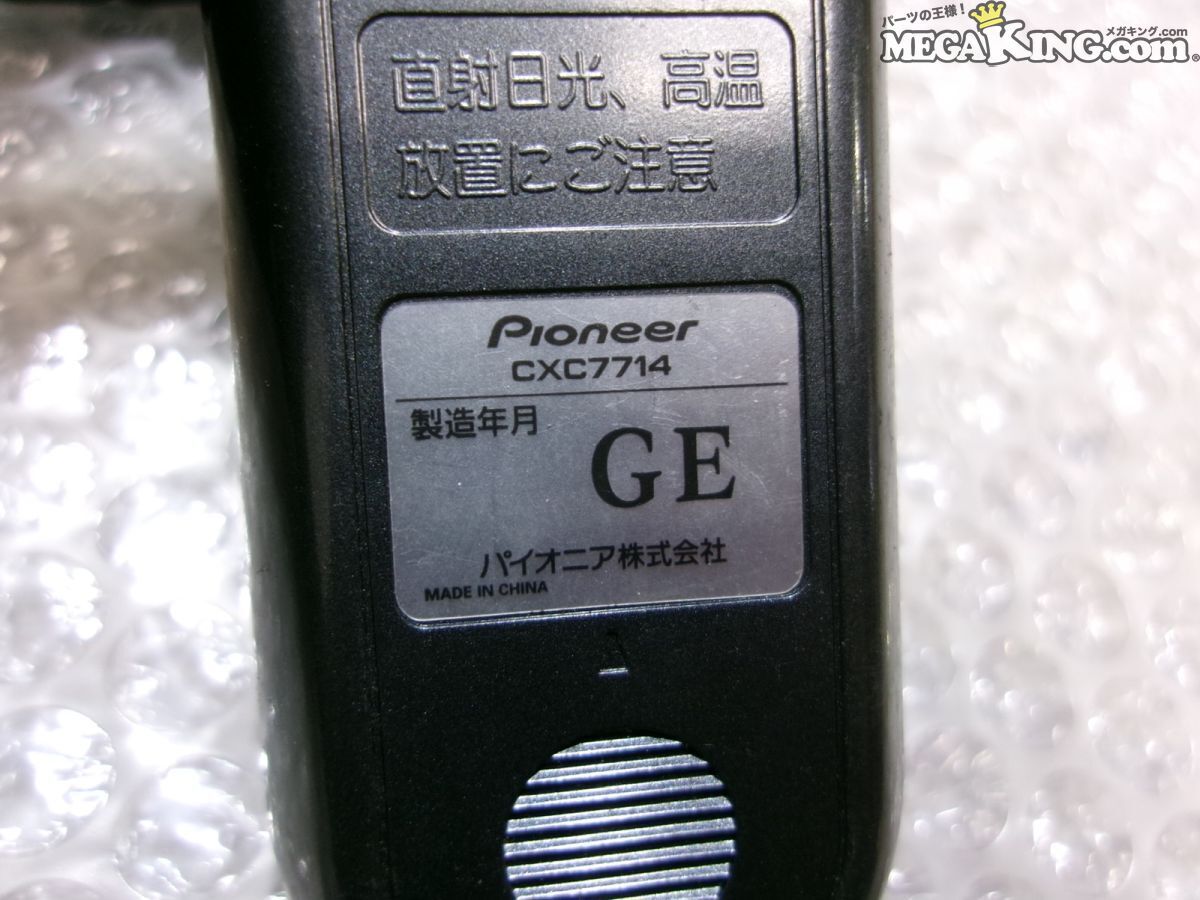 パーツの王様！
メガキング.com
MEGAKING.com®
直射日光、高温
放置にご注意
Pioneer
CXC7714
製造年月
GE
パイオニア株式会社
MADE IN CHINA